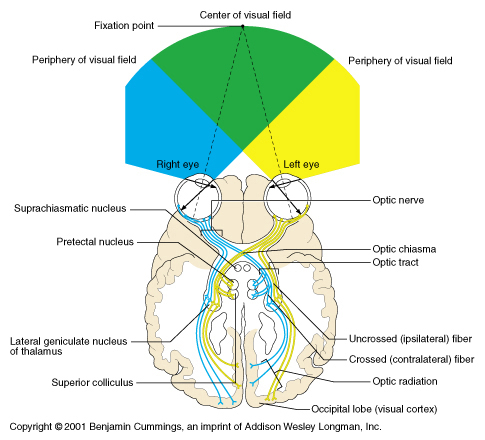 Center of visual field
Fixation point
Periphery of visual field
Periphery of visual field
Right eye
Left eye
Suprachiasmatic nucleus
Optic nerve
Pretectal nucleus
Optic chiasma
Optic tract
Lateral geniculate nucleus
of thalamus
Uncrossed (ipsilateral) fiber
Crossed (contralateral) fiber
Superior colliculus
Optic radiation
Occipital lobe (visual cortex)
Copyright © 2001 Benjamin Cummings, an imprint of Addison Wesley Longman, Inc.